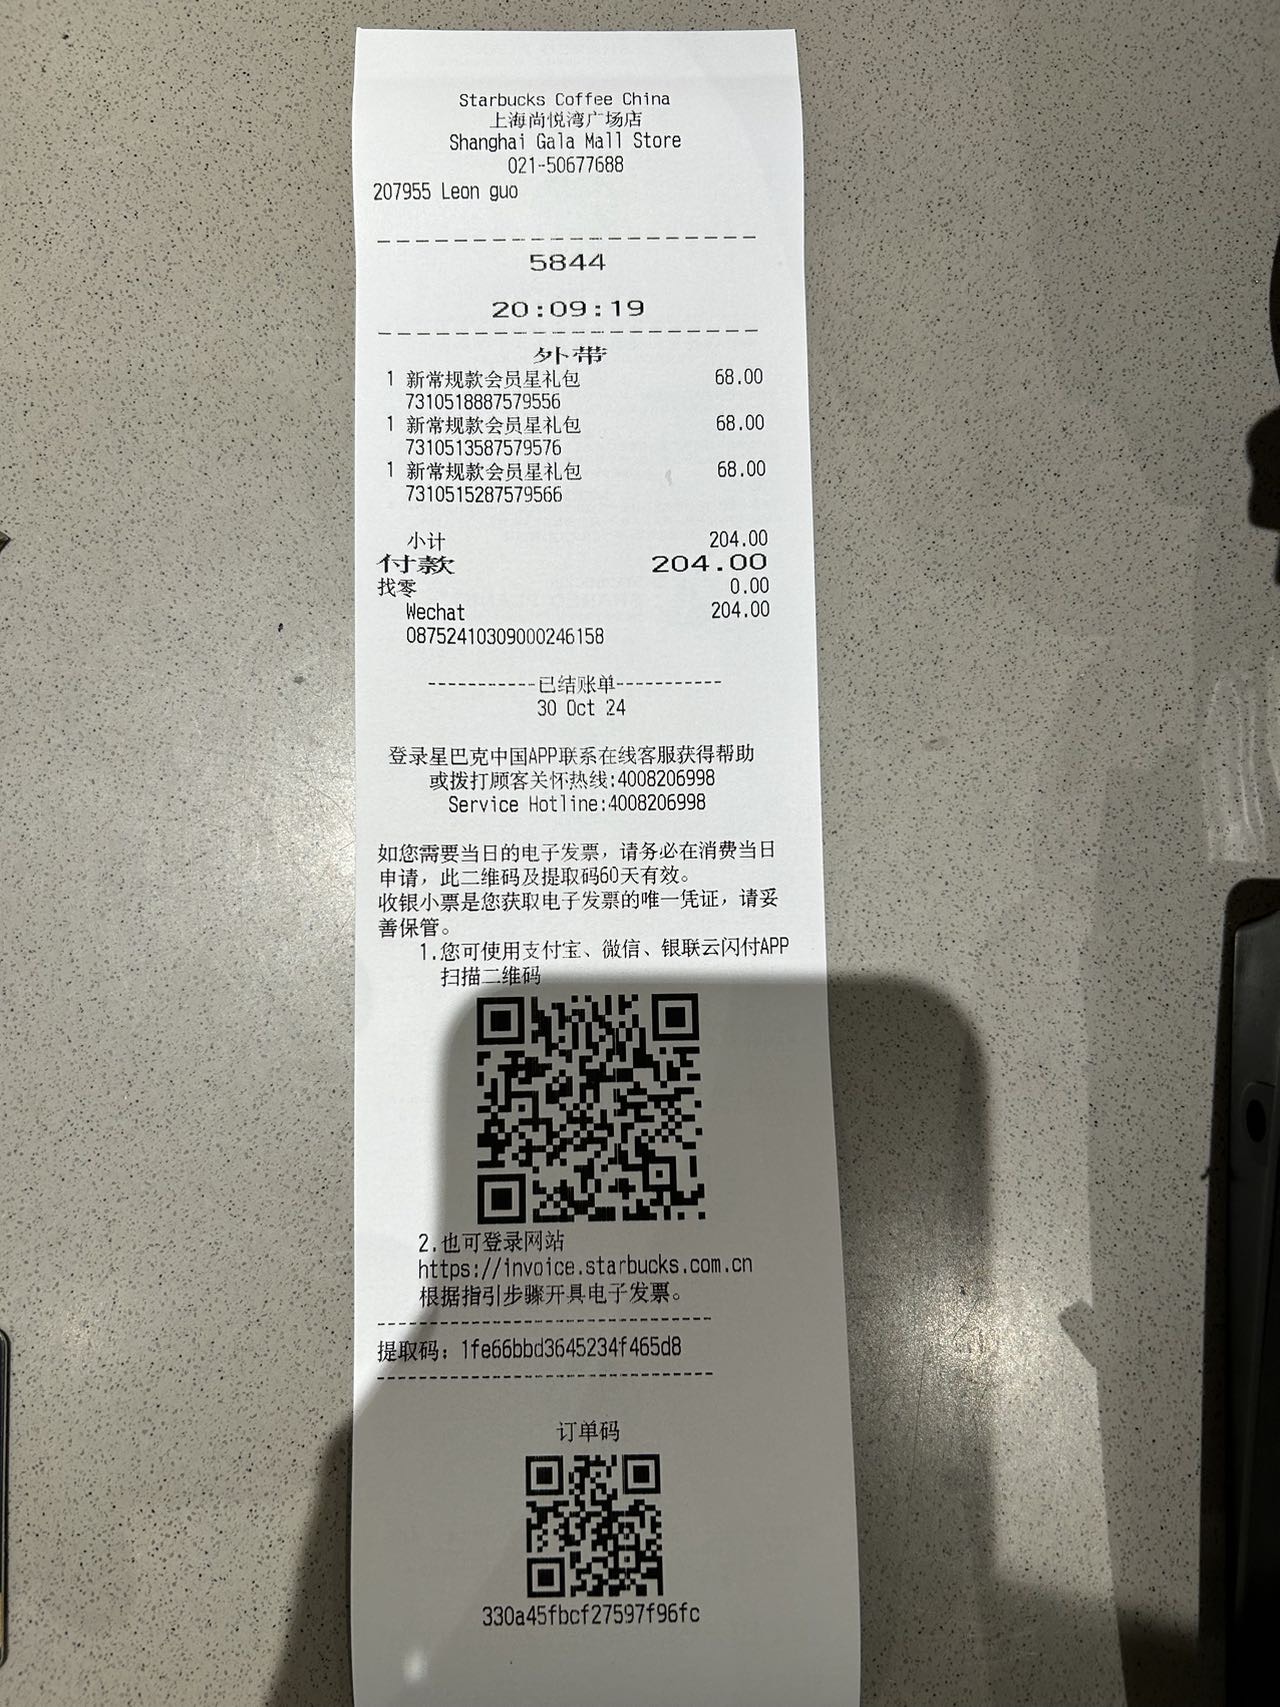 Starbucks Coffee China
上海尚悦湾广场店
Shanghai Gala Mall Store
021-50677688
207955 Leon guo
5844
20:09:19
外带
1 新常规款会员星礼包 68.00
7310518887579556
1 新常规款会员星礼包 68.00
7310513587579576
1 新常规款会员星礼包 68.00
7310515287579566
小计 204.00
付款 204.00
找零 0.00
Wechat 204.00
08752410309000246158
-----------已结账单-----------
30 Oct 24
登录星巴克中国APP联系在线客服获得帮助
或拨打顾客关怀热线:4008206998
Service Hotline:4008206998
如您需要当日的电子发票，请务必在消费当日
申请，此二维码及提取码60天有效。
收银小票是您获取电子发票的唯一凭证，请妥
善保管。
1.您可使用支付宝、微信、银联云闪付APP
扫描二维码
2.也可登录网站
https://invoice.starbucks.com.cn
根据指引步骤开具电子发票。
提取码：1fe66bbd3645234f465d8
订单码
330a45fbcf27597f96fc